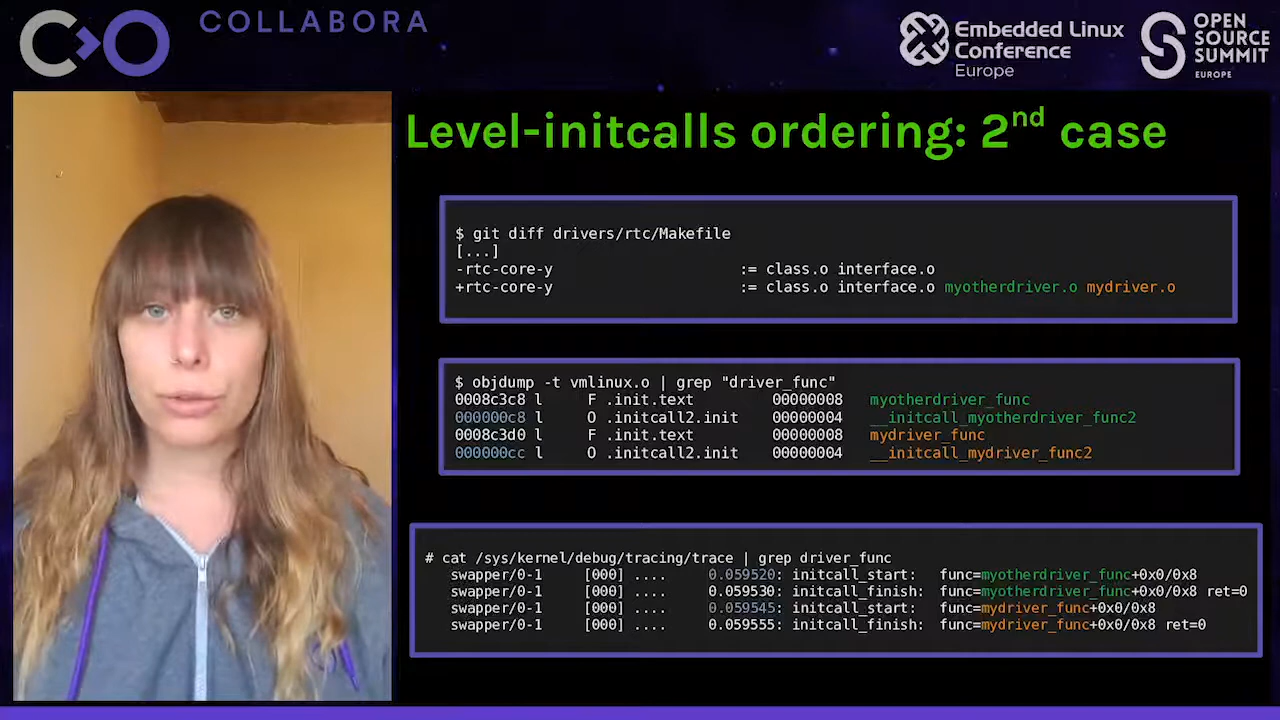 COLLABORA
Embedded Linux
Conference
Europe
OPEN
SOURCE
SUMMIT
EUROPE
Level-initcalls ordering: 2nd case
$ git diff drivers/rtc/Makefile
[...]
-rtc-core-y := class.o interface.o
+rtc-core-y := class.o interface.o myotherdriver.o mydriver.o
$ objdump -t vmlinux.o | grep "driver_func"
0008c3c8 l F .init.text 00000008 myotherdriver_func
000000c8 l O .initcall2.init 00000004 __initcall_myotherdriver_func2
0008c3d0 l F .init.text 00000008 mydriver_func
000000cc l O .initcall2.init 00000004 __initcall_mydriver_func2
# cat /sys/kernel/debug/tracing/trace | grep driver_func
swapper/0-1 [000] .... 0.059520: initcall_start: func=myotherdriver_func+0x0/0x8
swapper/0-1 [000] .... 0.059530: initcall_finish: func=myotherdriver_func+0x0/0x8 ret=0
swapper/0-1 [000] .... 0.059545: initcall_start: func=mydriver_func+0x0/0x8
swapper/0-1 [000] .... 0.059555: initcall_finish: func=mydriver_func+0x0/0x8 ret=0